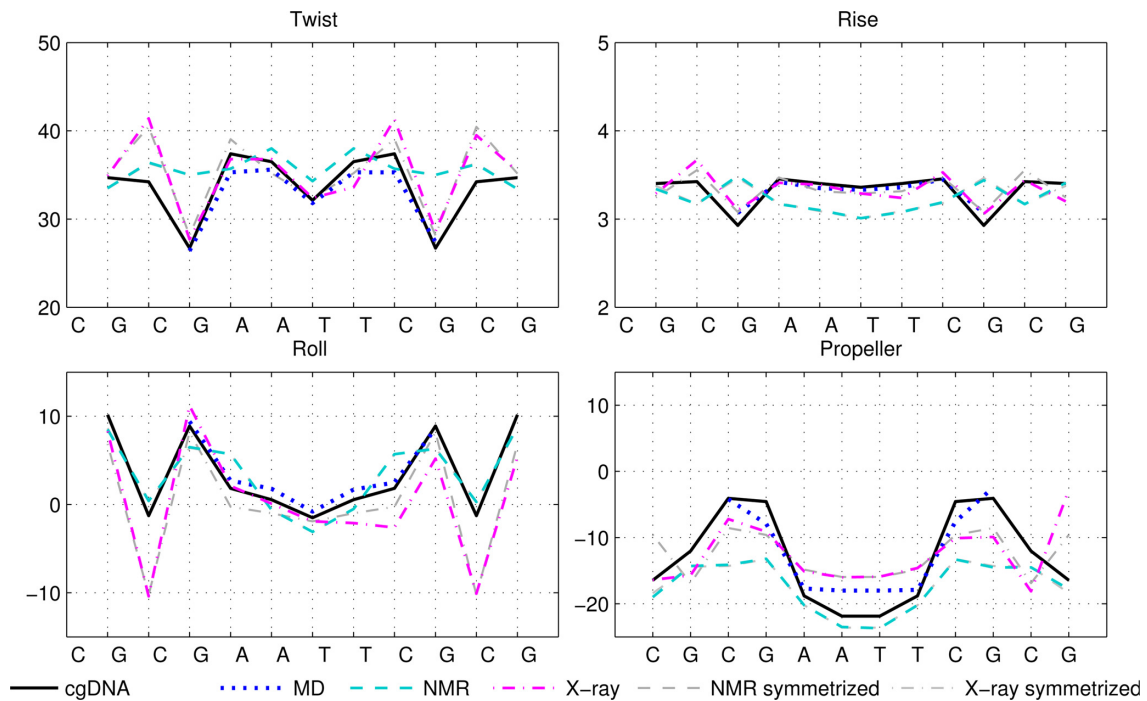 Twist
Rise
50
40
30
20
5
4
3
2
C G C G A A T T C G C G
C G C G A A T T C G C G
Roll
Propeller
10
0
−10
10
0
−10
−20
C G C G A A T T C G C G
C G C G A A T T C G C G
cgDNA MD NMR X−ray NMR symmetrized X−ray symmetrized